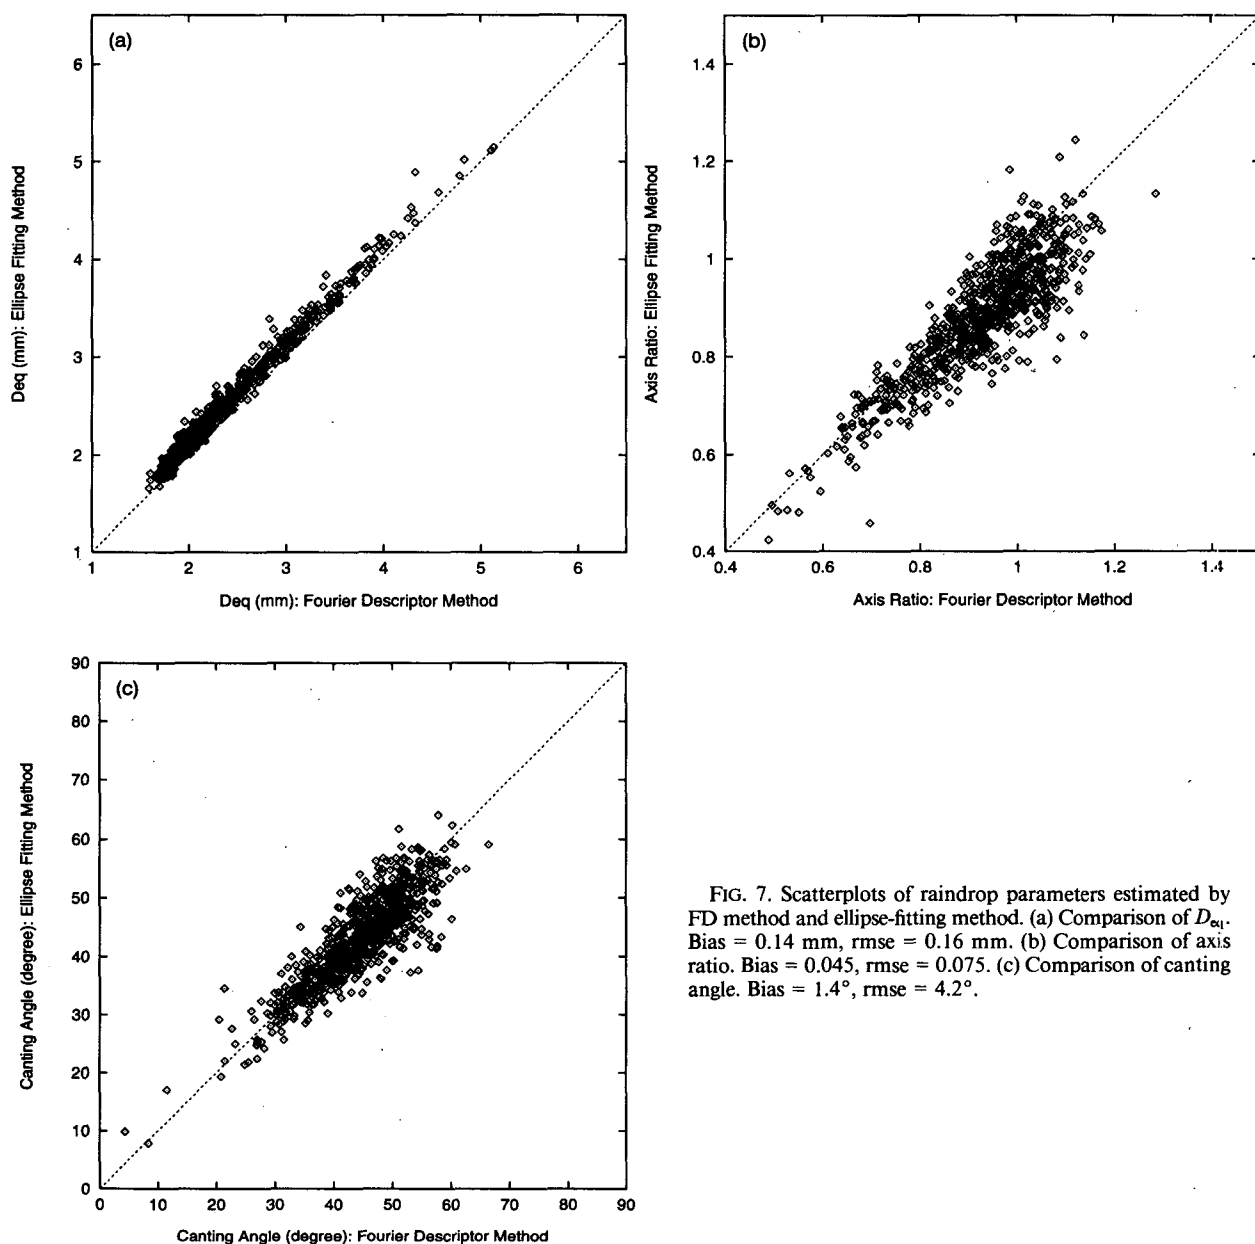 (a)
6
5
4
3
2
1
1 2 3 4 5 6
Deq (mm): Ellipse Fitting Method
Deq (mm): Fourier Descriptor Method
(b)
1.4
1.2
1
0.8
0.6
0.4
0.4 0.6 0.8 1 1.2 1.4
Axis Ratio: Ellipse Fitting Method
Axis Ratio: Fourier Descriptor Method
(c)
90
80
70
60
50
40
30
20
10
0
0 10 20 30 40 50 60 70 80 90
Canting Angle (degree): Ellipse Fitting Method
Canting Angle (degree): Fourier Descriptor Method
FIG. 7. Scatterplots of raindrop parameters estimated by
FD method and ellipse-fitting method. (a) Comparison of D_eq.
Bias = 0.14 mm, rmse = 0.16 mm. (b) Comparison of axis
ratio. Bias = 0.045, rmse = 0.075. (c) Comparison of canting
angle. Bias = 1.4°, rmse = 4.2°.